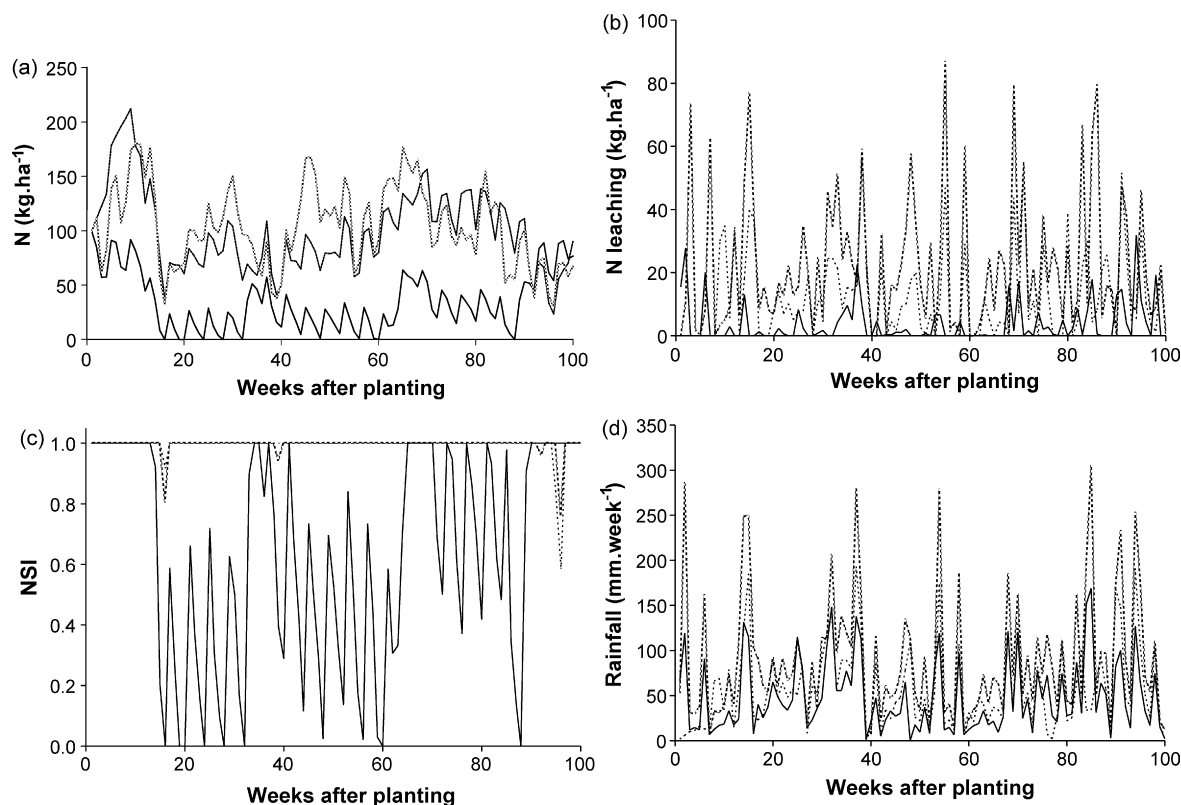 (a)
N (kg.ha⁻¹)
250
200
150
100
50
0
0 20 40 60 80 100
Weeks after planting
(b)
N leaching (kg.ha⁻¹)
100
80
60
40
20
0
0 20 40 60 80 100
Weeks after planting
(c)
NSI
1.0
0.8
0.6
0.4
0.2
0.0
0 20 40 60 80 100
Weeks after planting
(d)
Rainfall (mm.week⁻¹)
350
300
250
200
150
100
50
0
0 20 40 60 80 100
Weeks after planting